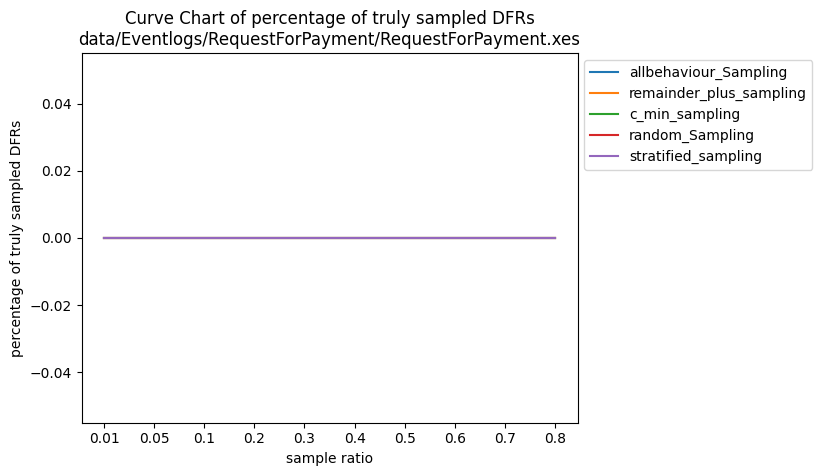 Curve Chart of percentage of truly sampled DFRs
data/Eventlogs/RequestForPayment/RequestForPayment.xes
allbehaviour_Sampling
remainder_plus_sampling
c_min_sampling
random_Sampling
stratified_sampling
percentage of truly sampled DFRs
0.04
0.02
0.00
−0.02
−0.04
0.01 0.05 0.1 0.2 0.3 0.4 0.5 0.6 0.7 0.8
sample ratio